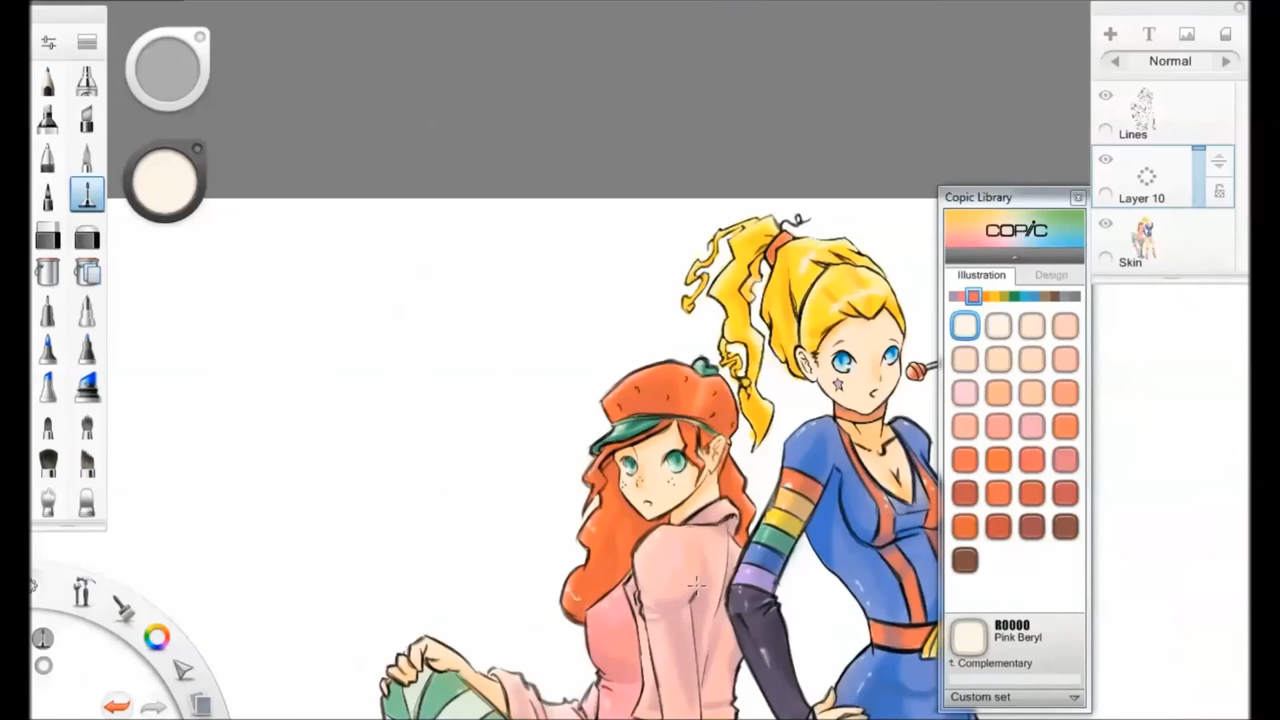 Normal
Lines
Layer 10
Skin
Copic Library
COPIC
Illustration
Design
R0000
Pink Beryl
Complementary
Custom set